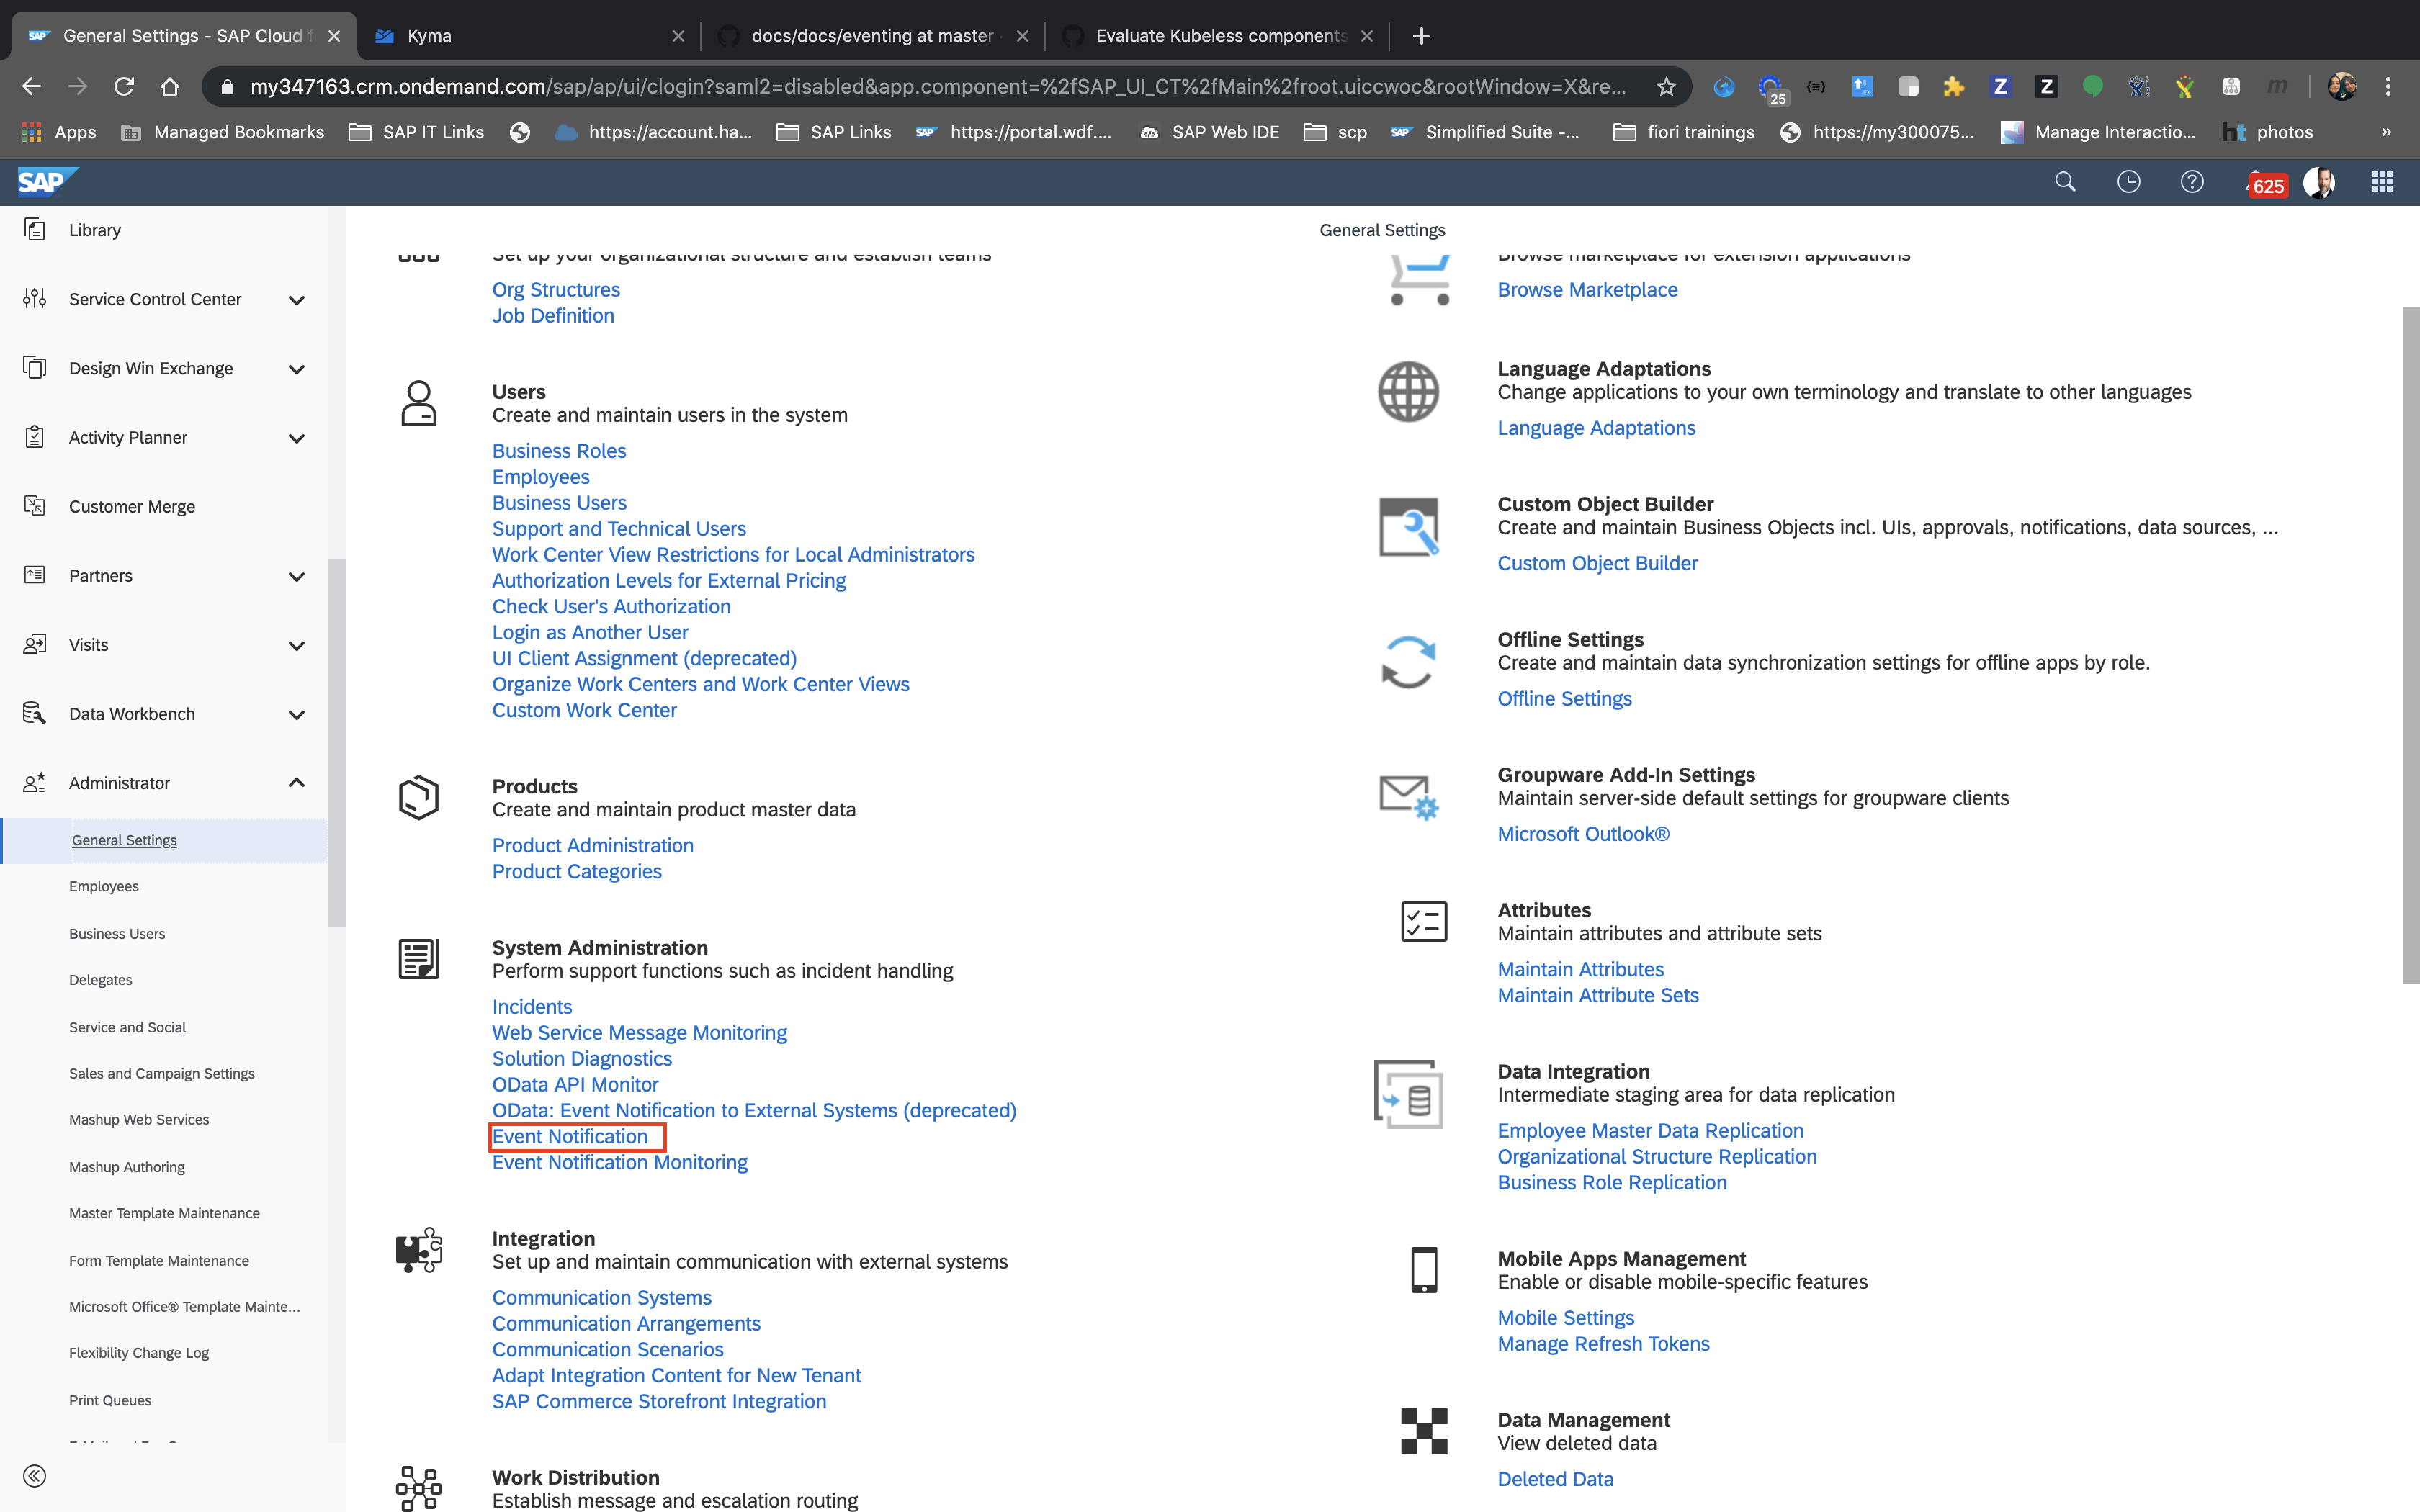 SAP General Settings - SAP Cloud f
Kyma
docs/docs/eventing at master
Evaluate Kubeless components
my347163.crm.ondemand.com/sap/ap/ui/clogin?saml2=disabled&app.component=%2fSAP_UI_CT%2fMain%2froot.uiccwoc&rootWindow=X&re...
25
Z
Z
m
Apps
Managed Bookmarks
SAP IT Links
https://account.ha...
SAP Links
SAP https://portal.wdf....
SAP Web IDE
scp
SAP Simplified Suite -...
fiori trainings
https://my300075...
Manage Interactio...
ht photos
»
SAP
625
General Settings
Library
Service Control Center
Design Win Exchange
Activity Planner
Customer Merge
Partners
Visits
Data Workbench
Administrator
General Settings
Employees
Business Users
Delegates
Service and Social
Sales and Campaign Settings
Mashup Web Services
Mashup Authoring
Master Template Maintenance
Form Template Maintenance
Microsoft Office® Template Mainte...
Flexibility Change Log
Print Queues
Set up your organizational structure and establish teams
Org Structures
Job Definition
Users
Create and maintain users in the system
Business Roles
Employees
Business Users
Support and Technical Users
Work Center View Restrictions for Local Administrators
Authorization Levels for External Pricing
Check User's Authorization
Login as Another User
UI Client Assignment (deprecated)
Organize Work Centers and Work Center Views
Custom Work Center
Products
Create and maintain product master data
Product Administration
Product Categories
System Administration
Perform support functions such as incident handling
Incidents
Web Service Message Monitoring
Solution Diagnostics
OData API Monitor
OData: Event Notification to External Systems (deprecated)
Event Notification
Event Notification Monitoring
Integration
Set up and maintain communication with external systems
Communication Systems
Communication Arrangements
Communication Scenarios
Adapt Integration Content for New Tenant
SAP Commerce Storefront Integration
Work Distribution
Establish message and escalation routing
Browse marketplace for extension applications
Browse Marketplace
Language Adaptations
Change applications to your own terminology and translate to other languages
Language Adaptations
Custom Object Builder
Create and maintain Business Objects incl. UIs, approvals, notifications, data sources, ...
Custom Object Builder
Offline Settings
Create and maintain data synchronization settings for offline apps by role.
Offline Settings
Groupware Add-In Settings
Maintain server-side default settings for groupware clients
Microsoft Outlook®
Attributes
Maintain attributes and attribute sets
Maintain Attributes
Maintain Attribute Sets
Data Integration
Intermediate staging area for data replication
Employee Master Data Replication
Organizational Structure Replication
Business Role Replication
Mobile Apps Management
Enable or disable mobile-specific features
Mobile Settings
Manage Refresh Tokens
Data Management
View deleted data
Deleted Data